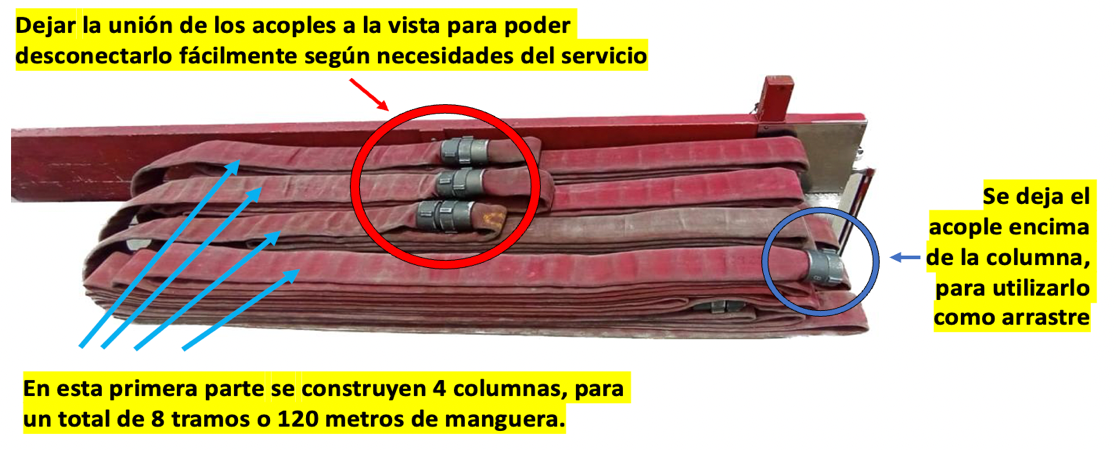 Dejar la unión de los acoples a la vista para poder
desconectarlo fácilmente según necesidades del servicio
Se deja el
acople encima
de la columna,
para utilizarlo
como arrastre
En esta primera parte se construyen 4 columnas, para
un total de 8 tramos o 120 metros de manguera.